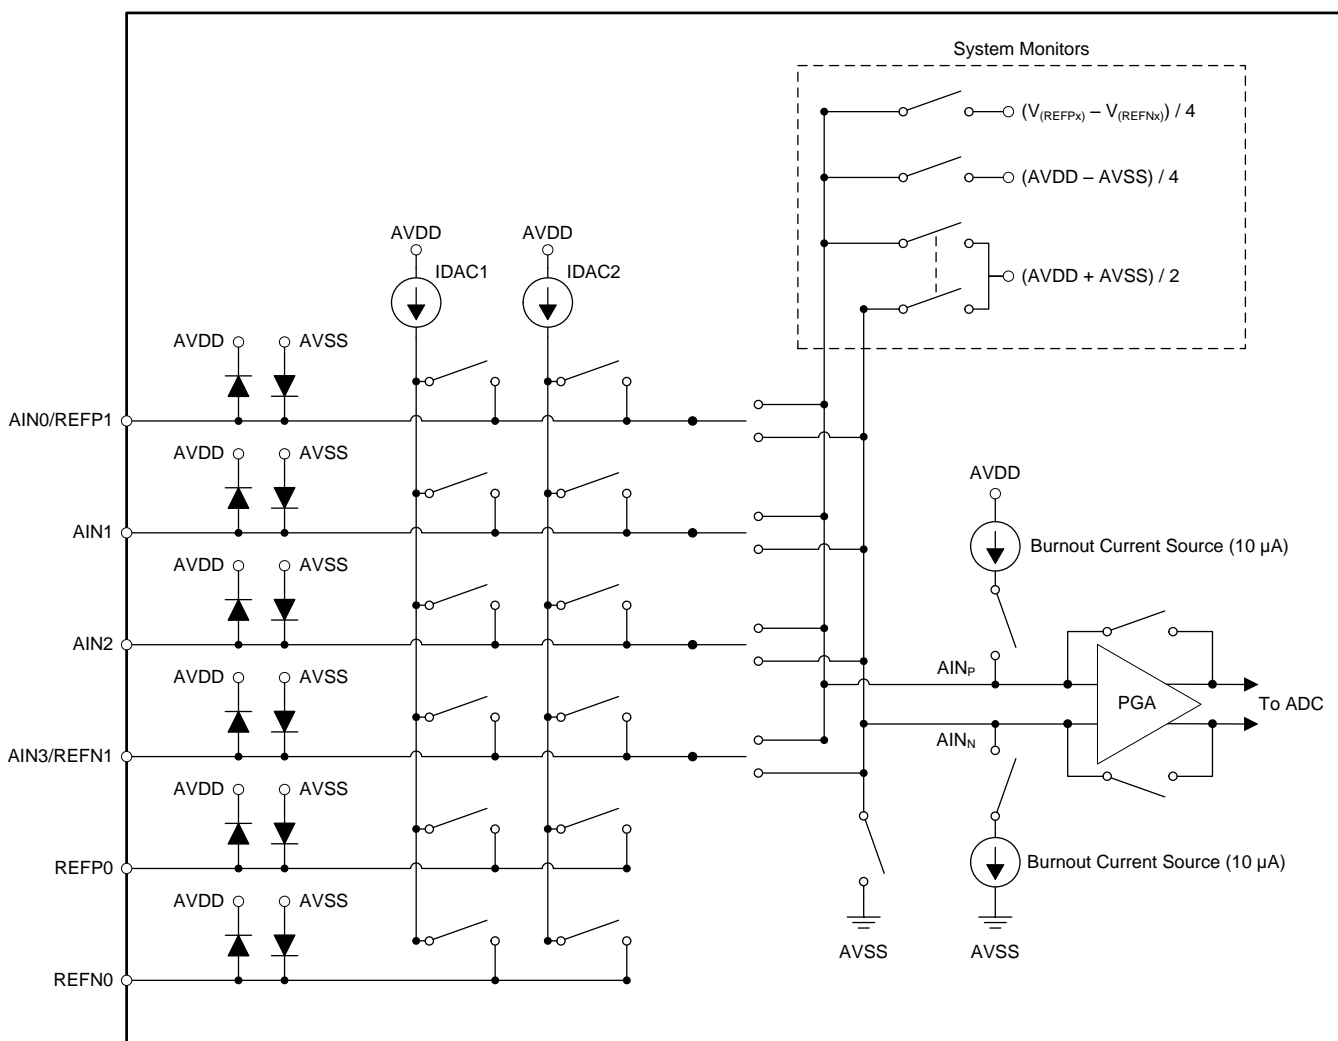 System Monitors
(V(REFPx) – V(REFNx)) / 4
(AVDD – AVSS) / 4
(AVDD + AVSS) / 2
AVDD
AVDD
IDAC1
IDAC2
AVDD
AVSS
AIN0/REFP1
AVDD
AVSS
AIN1
AVDD
AVSS
AIN2
AVDD
AVSS
AIN3/REFN1
AVDD
AVSS
REFP0
AVDD
AVSS
REFN0
AVDD
Burnout Current Source (10 µA)
AINP
PGA
To ADC
AINN
Burnout Current Source (10 µA)
AVSS
AVSS